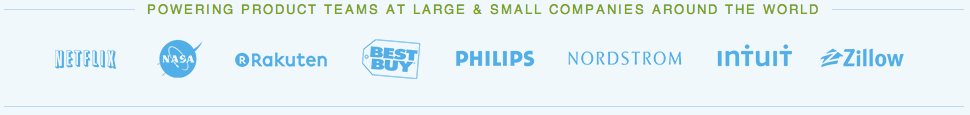 POWERING PRODUCT TEAMS AT LARGE & SMALL COMPANIES AROUND THE WORLD
NETFLIX NASA Rakuten BEST BUY PHILIPS NORDSTROM intuit Zillow